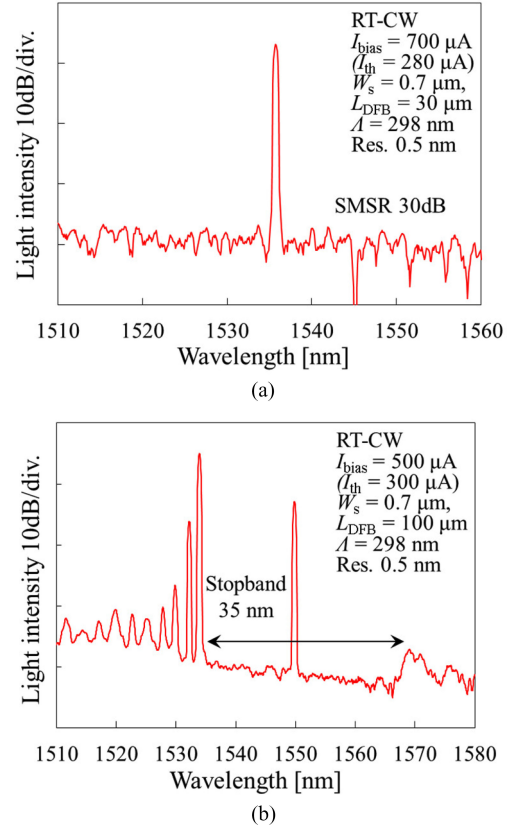 Light intensity 10dB/div.
RT-CW
I_bias = 700 μA
(I_th = 280 μA)
W_s = 0.7 μm,
L_DFB = 30 μm
Λ = 298 nm
Res. 0.5 nm
SMSR 30dB
1510 1520 1530 1540 1550 1560
Wavelength [nm]
(a)
Light intensity 10dB/div.
RT-CW
I_bias = 500 μA
(I_th = 300 μA)
W_s = 0.7 μm,
L_DFB = 100 μm
Λ = 298 nm
Res. 0.5 nm
Stopband
35 nm
1510 1520 1530 1540 1550 1560 1570 1580
Wavelength [nm]
(b)